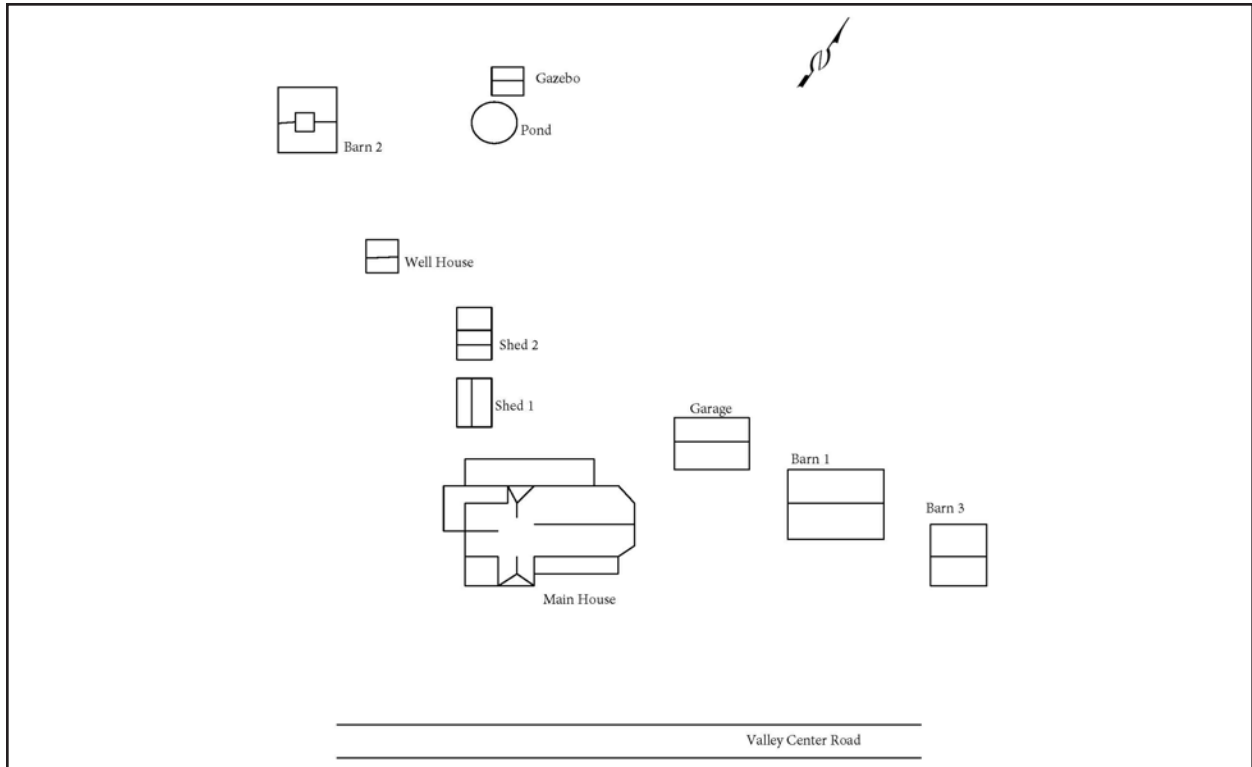 N
Gazebo
Pond
Barn 2
Well House
Shed 2
Shed 1
Garage
Barn 1
Barn 3
Main House
Valley Center Road